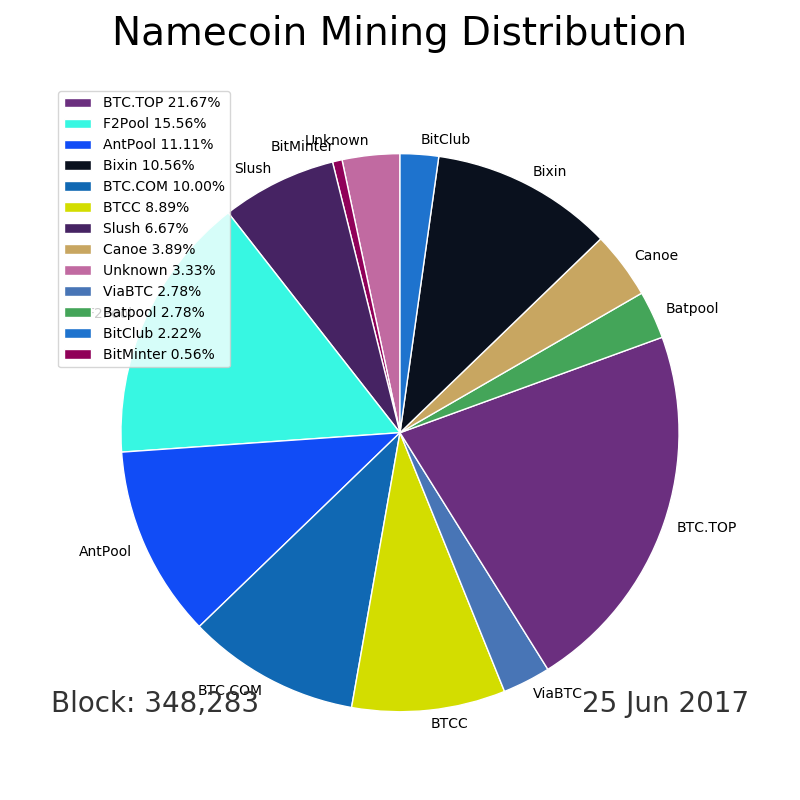 Namecoin Mining Distribution
BTC.TOP 21.67%
F2Pool 15.56%
AntPool 11.11%
Bixin 10.56%
BTC.COM 10.00%
BTCC 8.89%
Slush 6.67%
Canoe 3.89%
Unknown 3.33%
ViaBTC 2.78%
Batpool 2.78%
BitClub 2.22%
BitMinter 0.56%
BitClub
Bixin
Canoe
Batpool
BTC.TOP
ViaBTC
BTCC
BTC.COM
AntPool
Slush
BitMinter
Unknown
Block: 348,283
25 Jun 2017